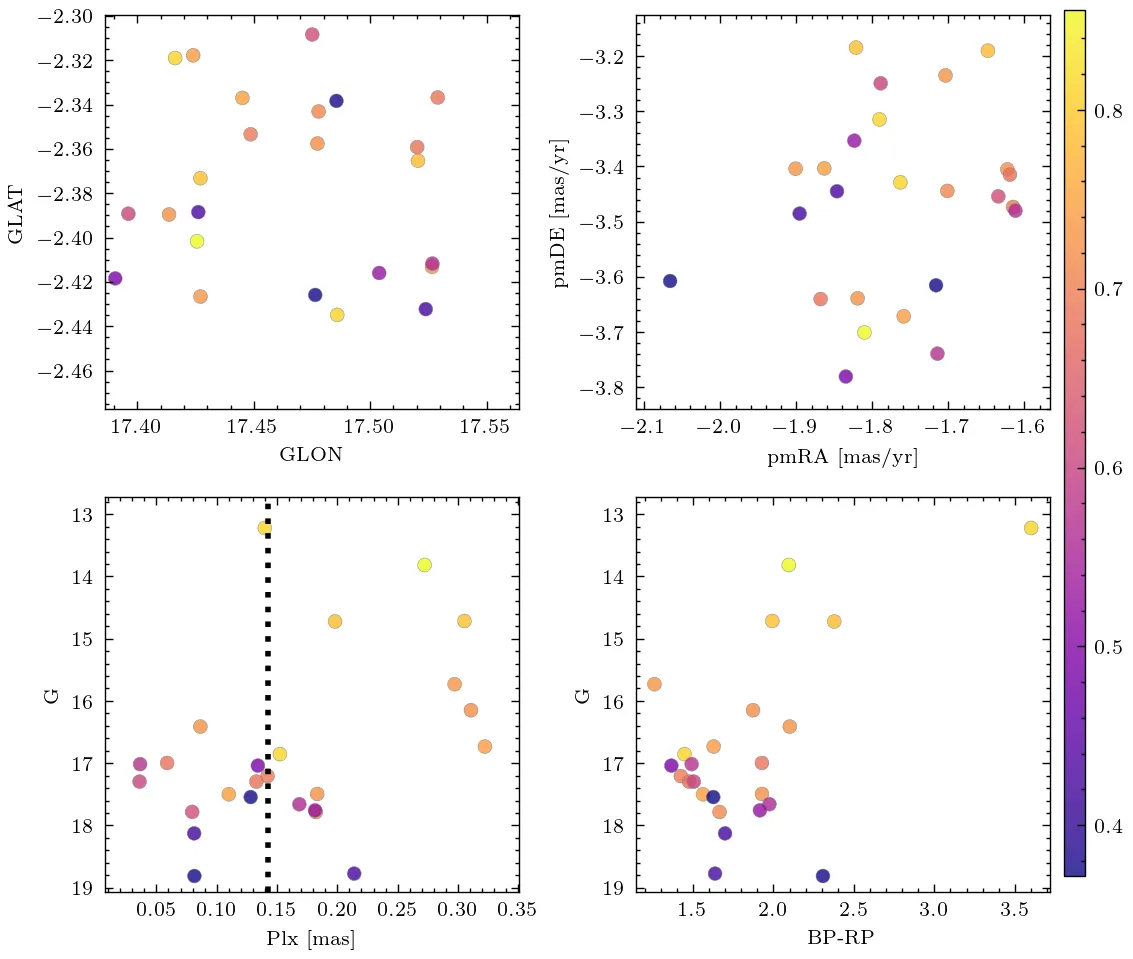 −2.30
−2.32
−2.34
−2.36
−2.38
−2.40
−2.42
−2.44
−2.46
GLAT
17.40 17.45 17.50 17.55
GLON
−3.2
−3.3
−3.4
−3.5
−3.6
−3.7
−3.8
pmDE [mas/yr]
−2.1 −2.0 −1.9 −1.8 −1.7 −1.6
pmRA [mas/yr]
0.8
0.7
0.6
0.5
0.4
13
14
15
16
17
18
19
G
0.05 0.10 0.15 0.20 0.25 0.30 0.35
Plx [mas]
13
14
15
16
17
18
19
G
1.5 2.0 2.5 3.0 3.5
BP-RP